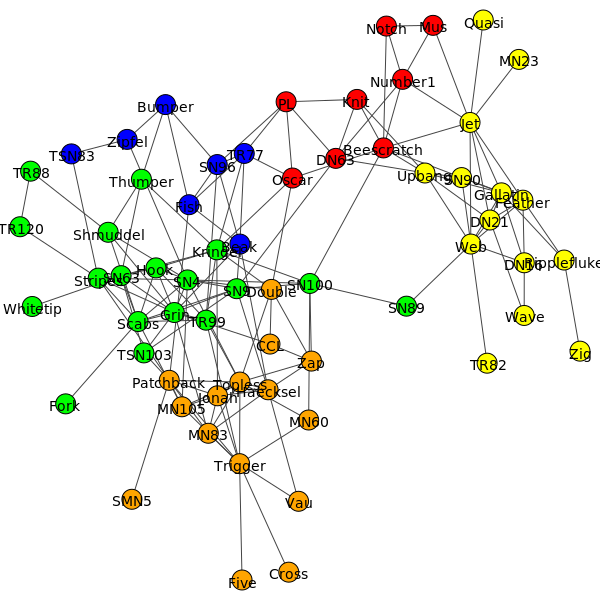 Quasi
Notch
Mus
MN23
Number1
Bumper
PL
Knit
Jet
Zipfel
TSN83
TR77
SN96
DN63
Beescratch
TR88
Thumper
Oscar
Upbang
SN90
Gallatin
Feather
Fish
TR120
Shmuddel
DN21
Kringel
Web
Hook
SN63
Stripes
SN4
DN16
Ripplefluke
SN9
Double
SN100
Whitetip
Scabs
Grin
TR99
SN89
Wave
TSN103
CCL
Zap
Zig
TR82
Patchback
Topless
Haecksel
Jonah
MN105
Fork
MN83
MN60
Trigger
SMN5
Vau
Five
Cross